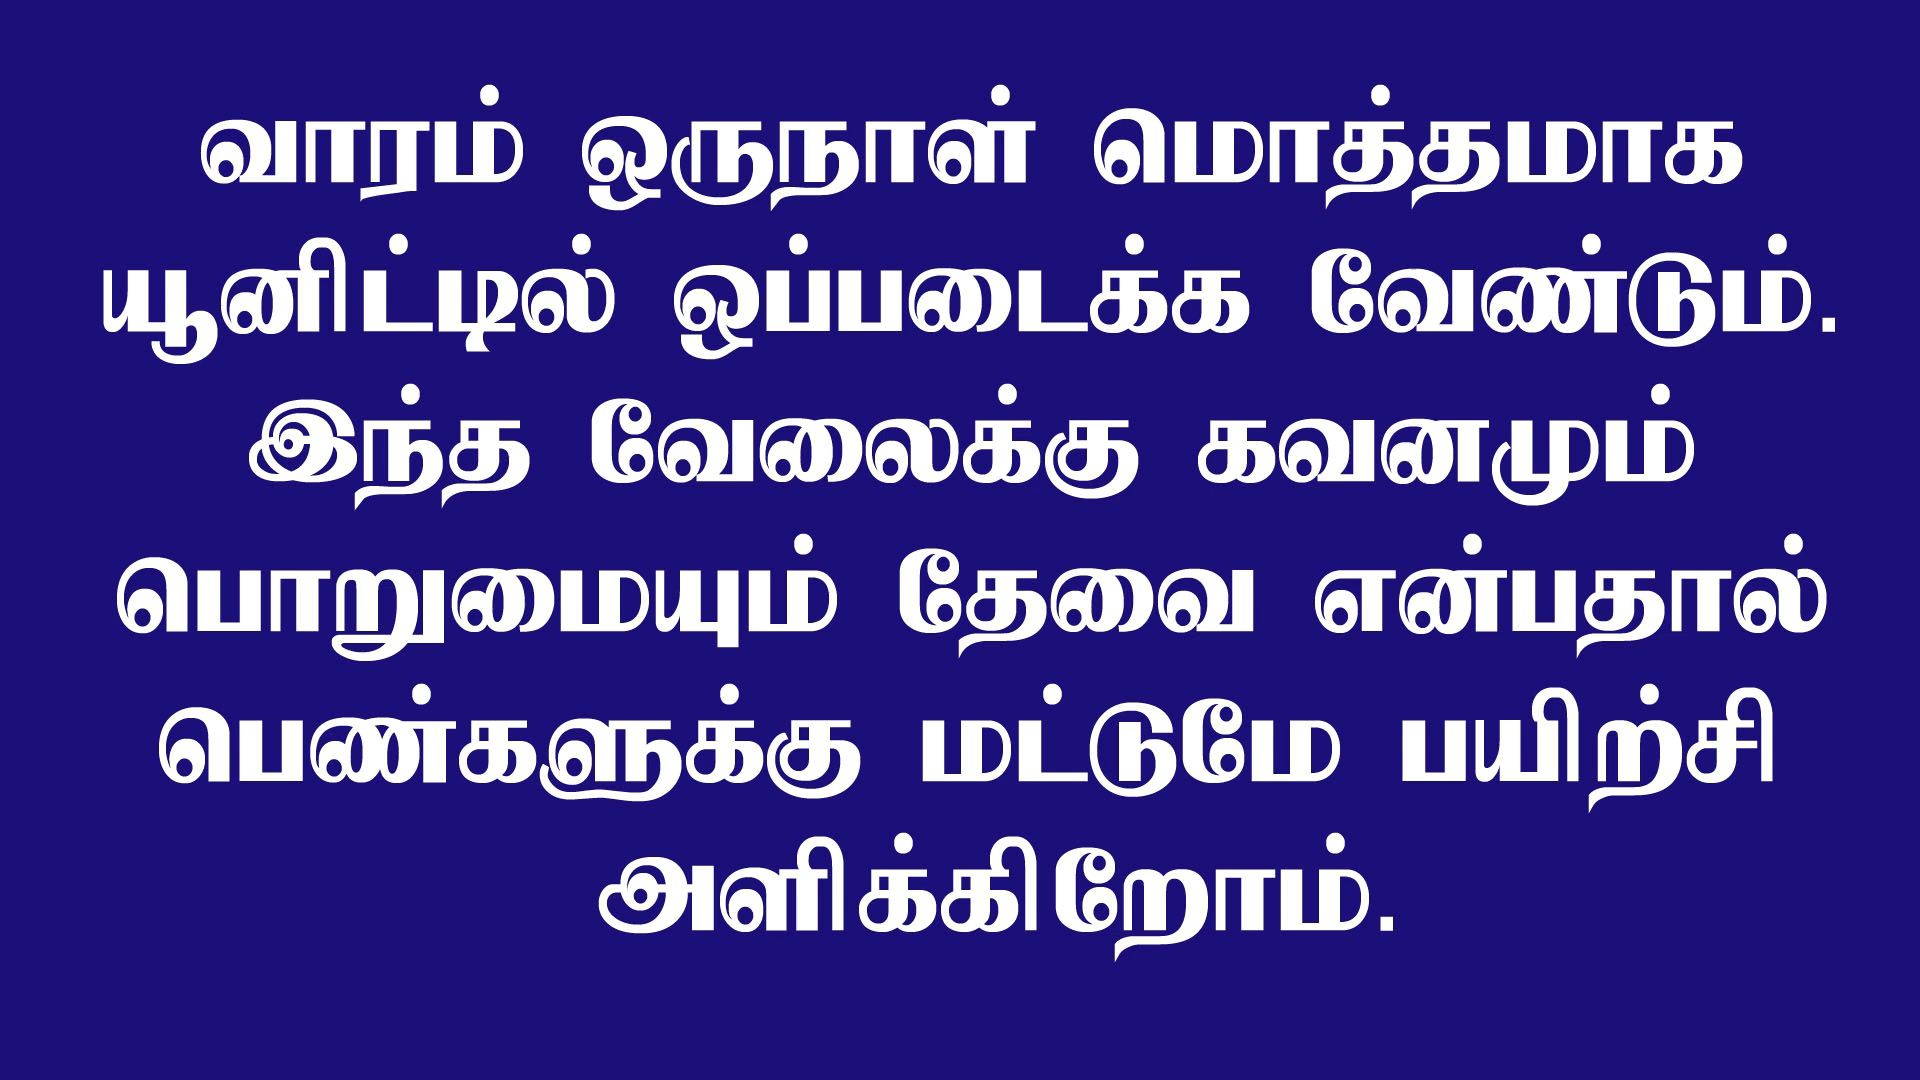 வாரம் ஒருநாள் மொத்தமாக
யூனிட்டில் ஒப்படைக்க வேண்டும்.
இந்த வேலைக்கு கவனமும்
பொறுமையும் தேவை என்பதால்
பெண்களுக்கு மட்டுமே பயிற்சி
அளிக்கிறோம்.